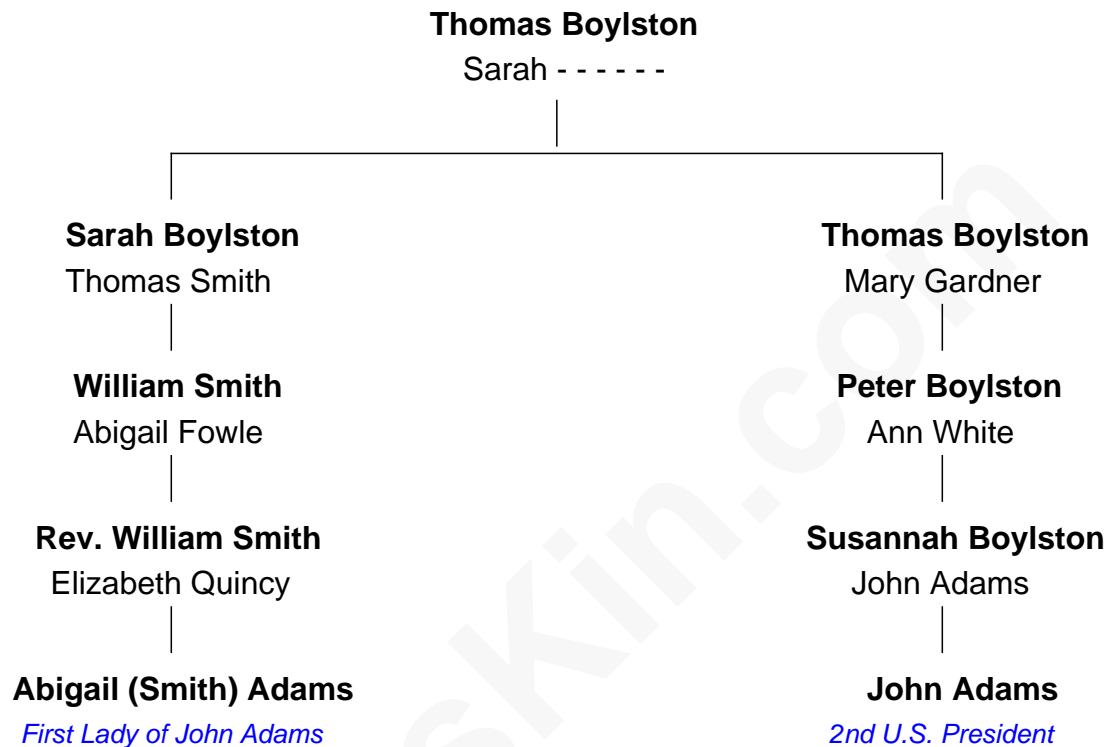 Thomas Boylston
Sarah - - - - - -
Sarah Boylston
Thomas Smith
Thomas Boylston
Mary Gardner
William Smith
Abigail Fowle
Peter Boylston
Ann White
Rev. William Smith
Elizabeth Quincy
Susannah Boylston
John Adams
Abigail (Smith) Adams
First Lady of John Adams
John Adams
2nd U.S. President
sKin.com